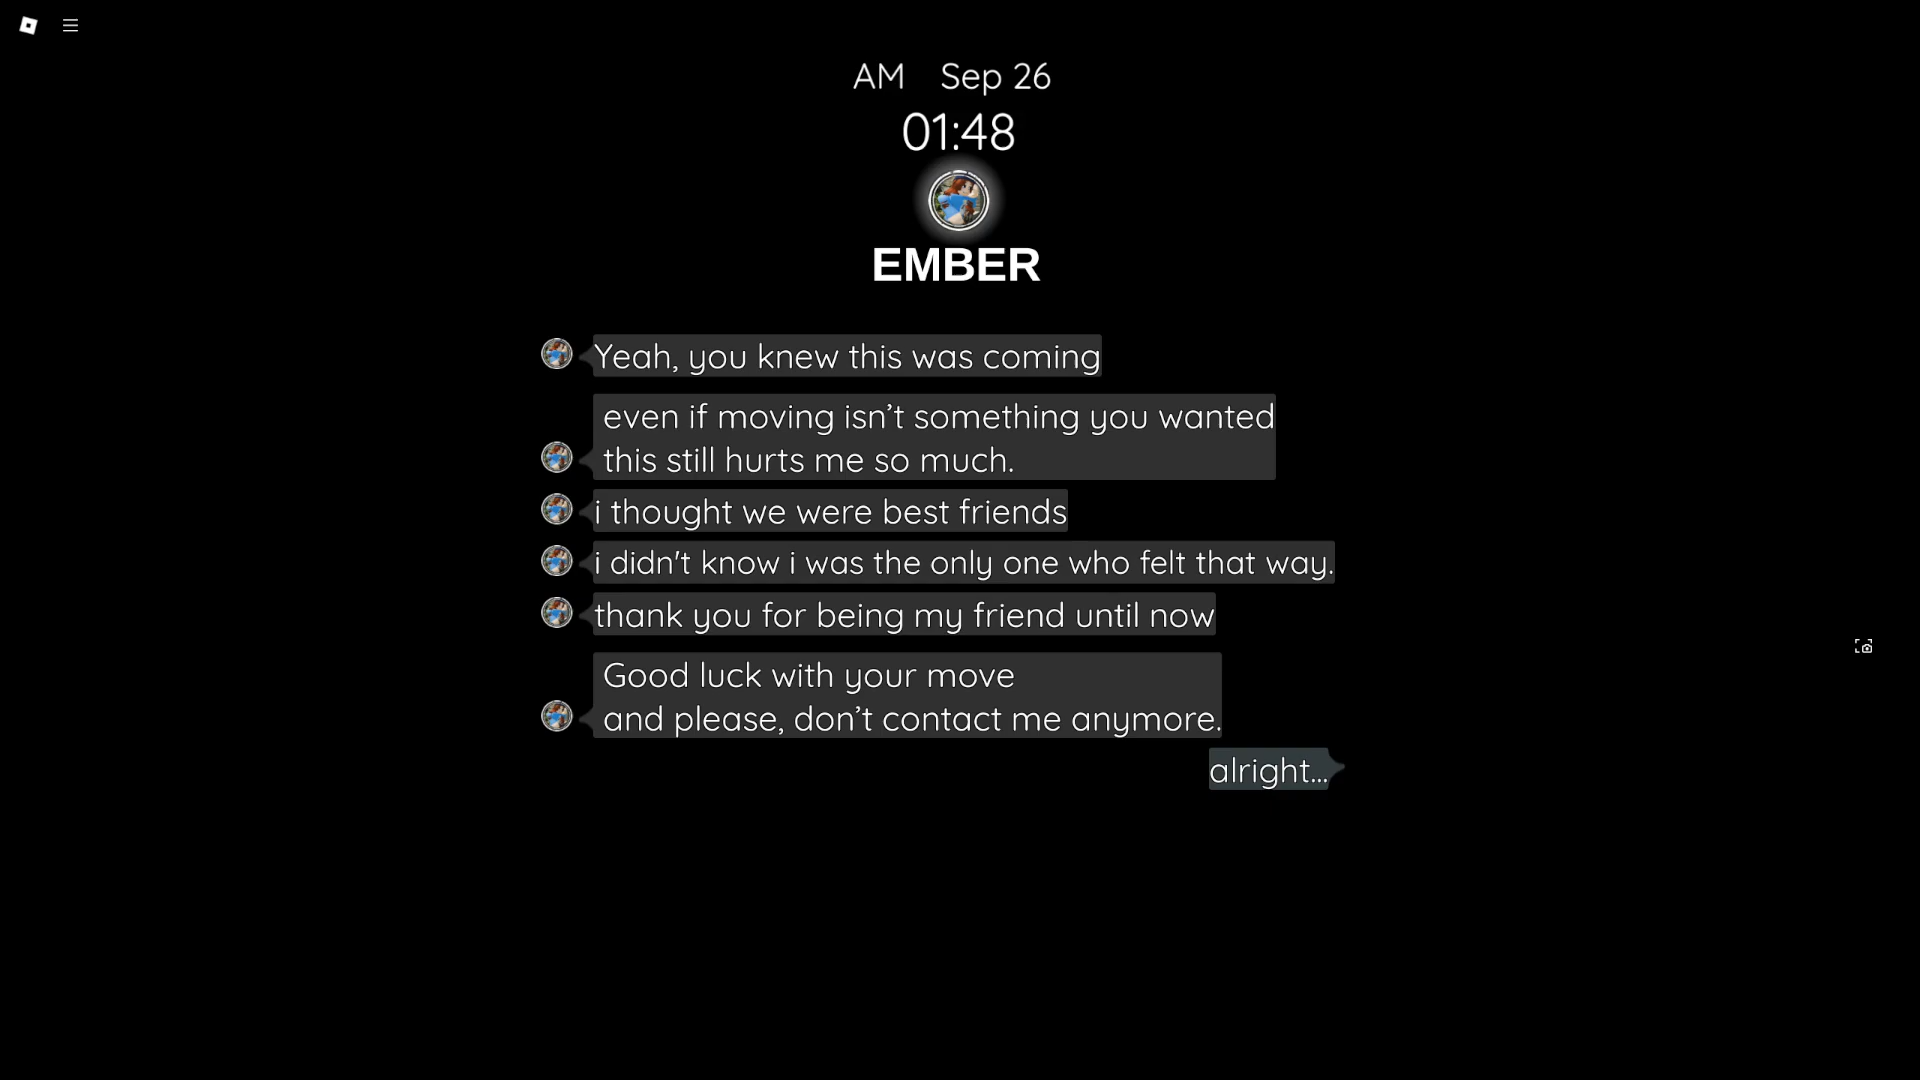 AM Sep 26
01:48
EMBER
Yeah, you knew this was coming
even if moving isn’t something you wanted
this still hurts me so much.
i thought we were best friends
i didn't know i was the only one who felt that way.
thank you for being my friend until now
Good luck with your move
and please, don’t contact me anymore.
alright...